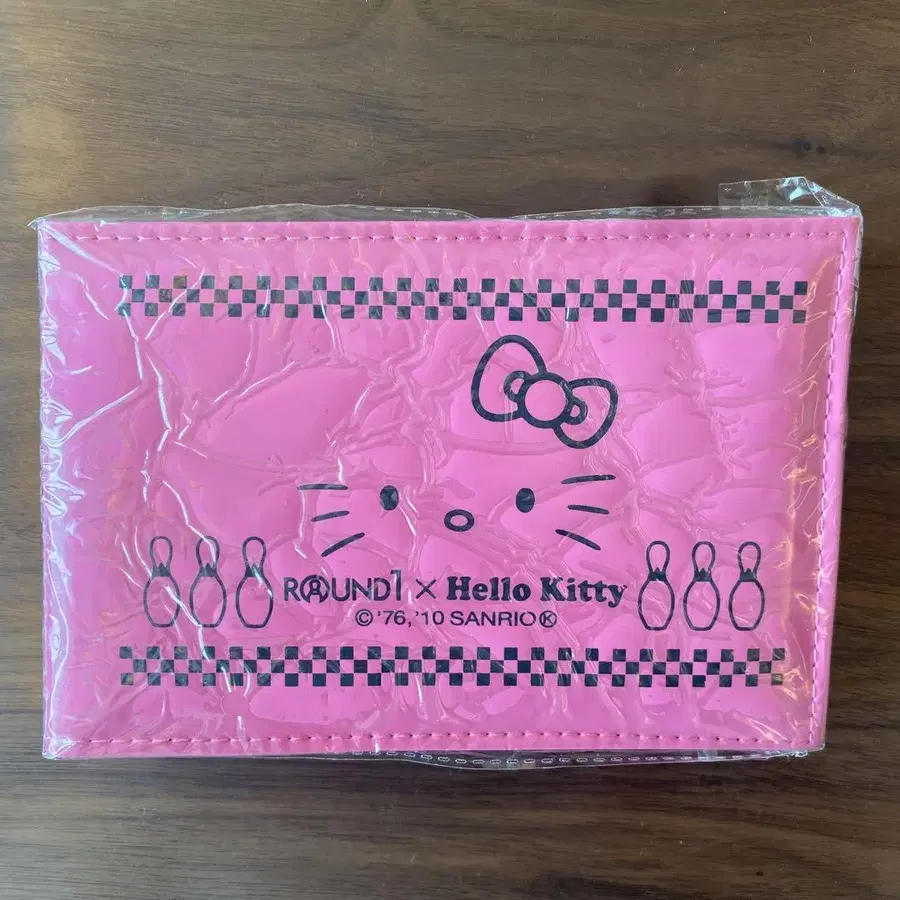 ROUND1 × Hello Kitty
© '76, '10 SANRIO Ⓚ